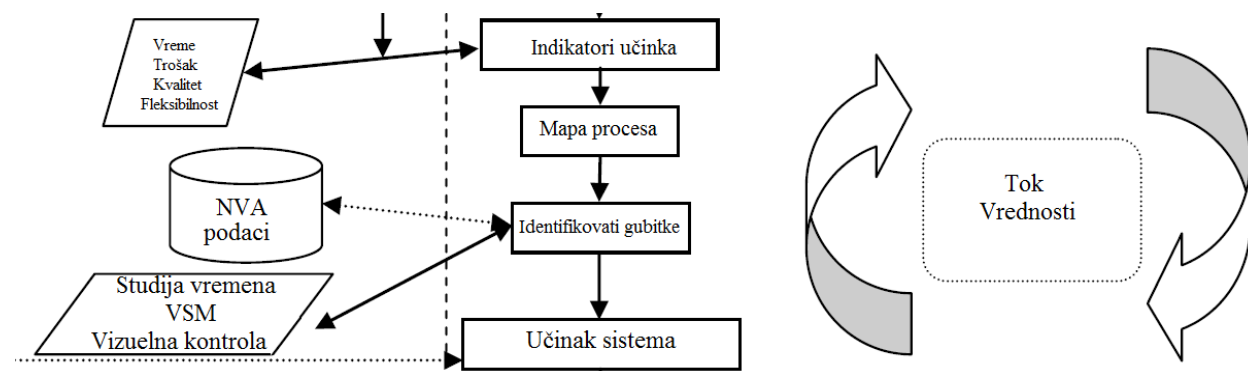 Vreme
Trošak
Kvalitet
Fleksibilnost
Indikatori učinka
Mapa procesa
NVA
podaci
Identifikovati gubitke
Studija vremena
VSM
Vizuelna kontrola
Učinak sistema
Tok
Vrednosti